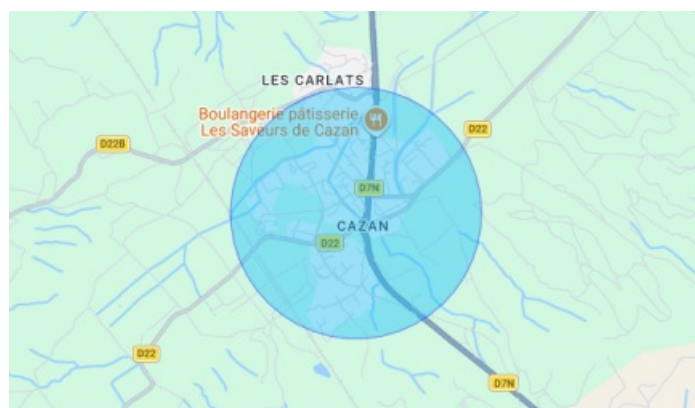 LES CARLATS
Boulangerie pâtisserie
Les Saveurs de Cazan
D22
D22B
D7N
CAZAN
D22
D22
D7N